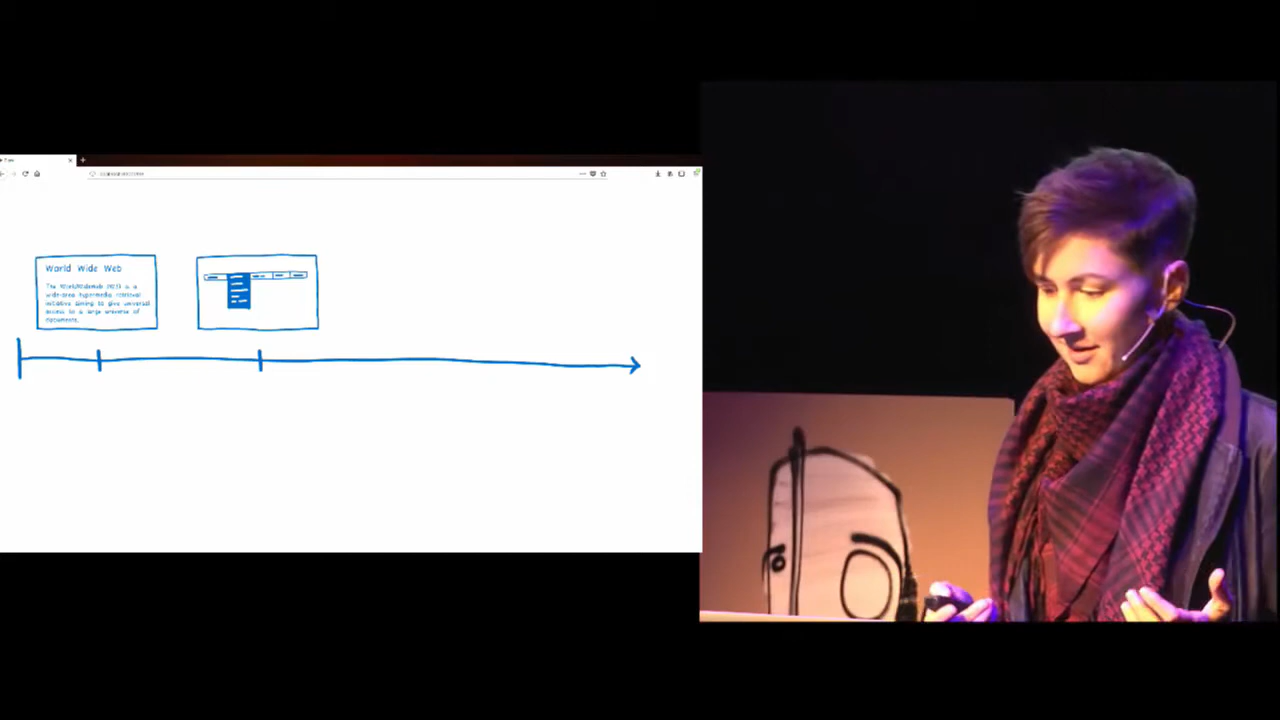 World Wide Web
The WorldWideWeb (W3) is a
wide-area hypermedia retrieval
initiative aiming to give universal
access to a large universe of
documents.